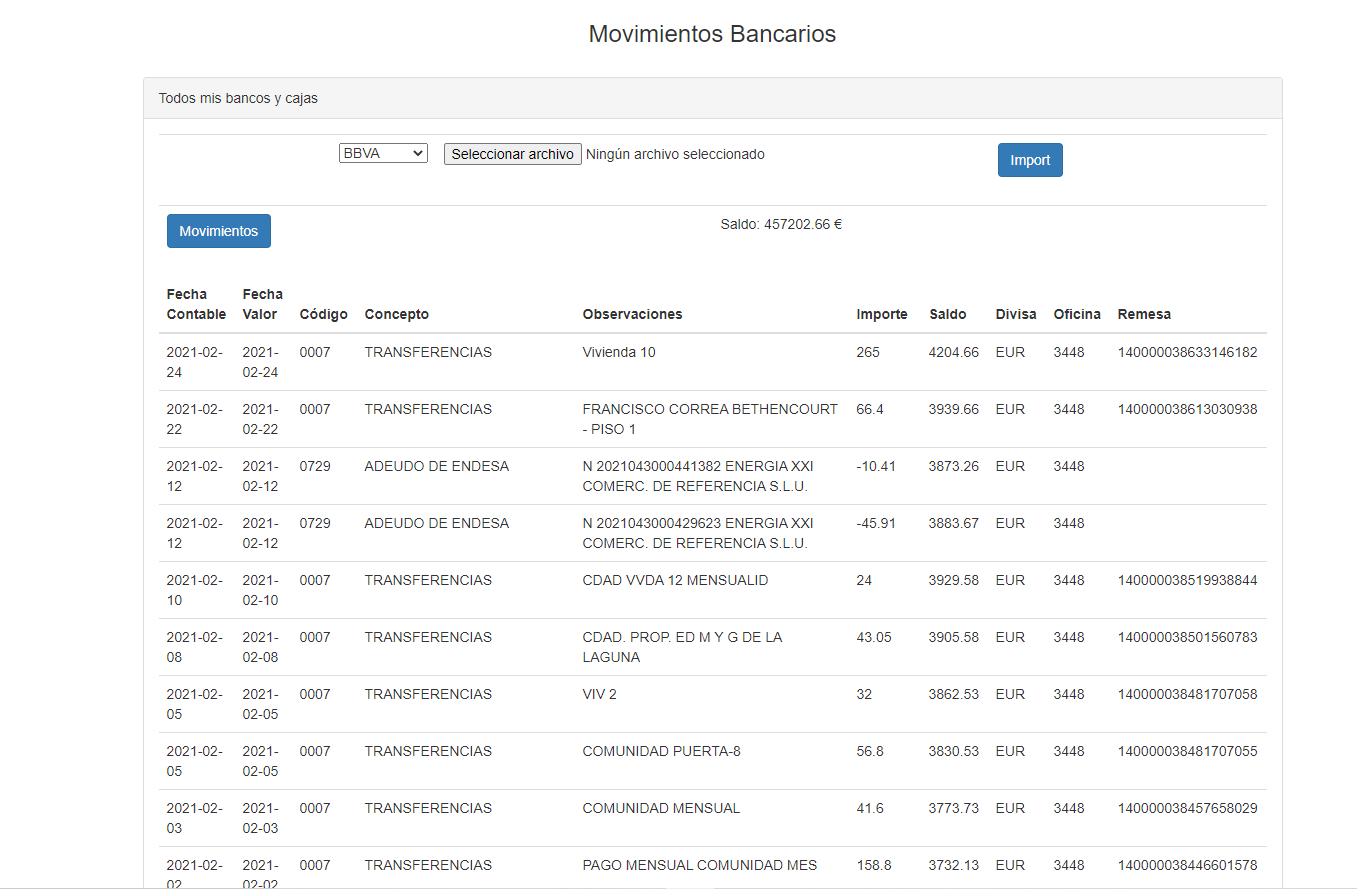 Movimientos Bancarios
Todos mis bancos y cajas
BBVA Seleccionar archivo Ningún archivo seleccionado Import
Movimientos Saldo: 457202.66 €
Fecha Fecha
Contable Valor Código Concepto Observaciones Importe Saldo Divisa Oficina Remesa
2021-02- 2021- 0007 TRANSFERENCIAS Vivienda 10 265 4204.66 EUR 3448 140000038633146182
24 02-24
2021-02- 2021- 0007 TRANSFERENCIAS FRANCISCO CORREA BETHENCOURT 66.4 3939.66 EUR 3448 140000038613030938
22 02-22 - PISO 1
2021-02- 2021- 0729 ADEUDO DE ENDESA N 2021043000441382 ENERGIA XXI -10.41 3873.26 EUR 3448
12 02-12 COMERC. DE REFERENCIA S.L.U.
2021-02- 2021- 0729 ADEUDO DE ENDESA N 2021043000429623 ENERGIA XXI -45.91 3883.67 EUR 3448
12 02-12 COMERC. DE REFERENCIA S.L.U.
2021-02- 2021- 0007 TRANSFERENCIAS CDAD VVDA 12 MENSUALID 24 3929.58 EUR 3448 140000038519938844
10 02-10
2021-02- 2021- 0007 TRANSFERENCIAS CDAD. PROP. ED M Y G DE LA 43.05 3905.58 EUR 3448 140000038501560783
08 02-08 LAGUNA
2021-02- 2021- 0007 TRANSFERENCIAS VIV 2 32 3862.53 EUR 3448 140000038481707058
05 02-05
2021-02- 2021- 0007 TRANSFERENCIAS COMUNIDAD PUERTA-8 56.8 3830.53 EUR 3448 140000038481707055
05 02-05
2021-02- 2021- 0007 TRANSFERENCIAS COMUNIDAD MENSUAL 41.6 3773.73 EUR 3448 140000038457658029
03 02-03
2021-02- 2021- 0007 TRANSFERENCIAS PAGO MENSUAL COMUNIDAD MES 158.8 3732.13 EUR 3448 140000038446601578
02 02-02